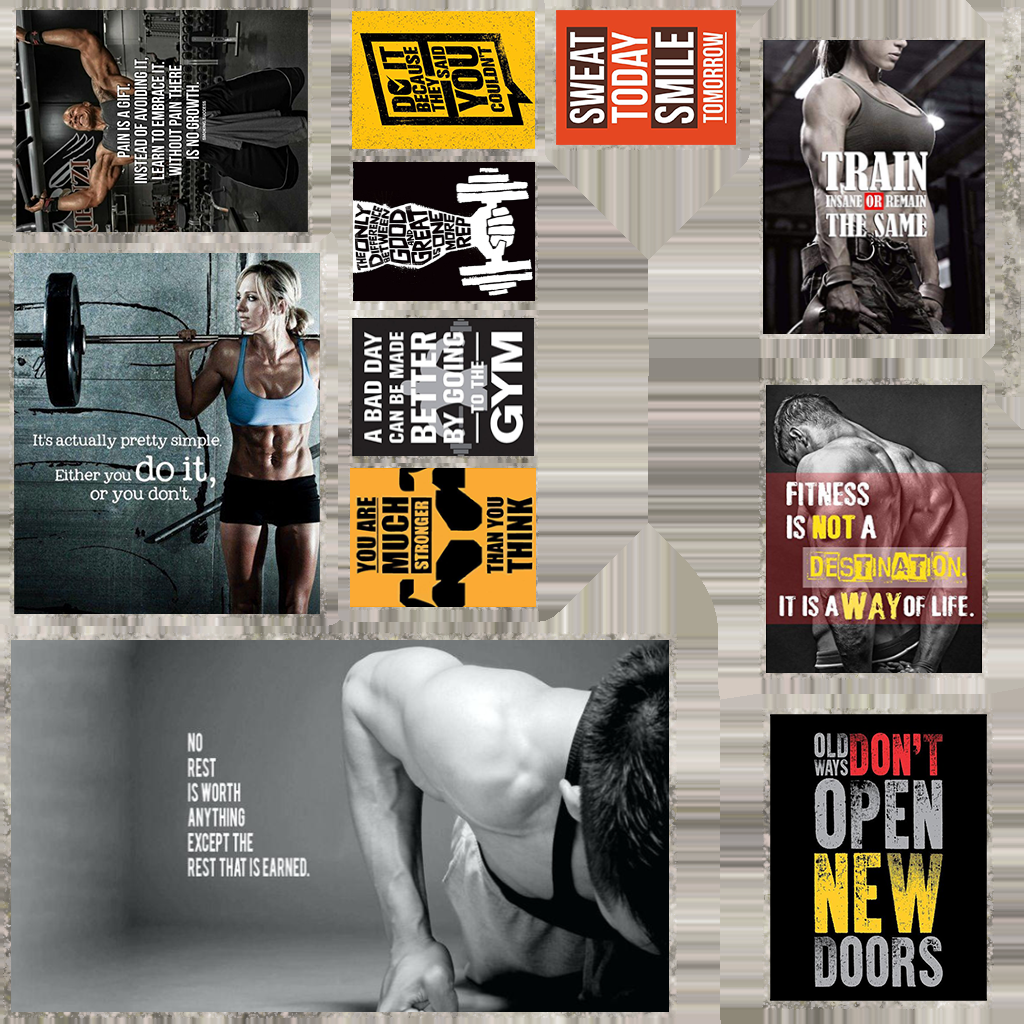 PAIN IS A GIFT.
INSTEAD OF AVOIDING IT,
LEARN TO EMBRACE IT.
WITHOUT PAIN THERE
IS NO GROWTH.
DO IT
BECAUSE
THEY SAID
YOU
COULDN'T
SWEAT
TODAY
SMILE
TOMORROW
THE ONLY
DIFFERENCE
BETWEEN
GOOD
AND
GREAT
IS ONE
MORE
REP
A BAD DAY
CAN BE MADE
BETTER
BY GOING
TO THE
GYM
YOU ARE
MUCH
STRONGER
THAN YOU
THINK
It's actually pretty simple.
Either you do it,
or you don't.
NO
REST
IS WORTH
ANYTHING
EXCEPT THE
REST THAT IS EARNED.
TRAIN
INSANE OR REMAIN
THE SAME
FITNESS
IS NOT A
DESTINATION.
IT IS A WAY OF LIFE.
OLD
WAYS DON'T
OPEN
NEW
DOORS